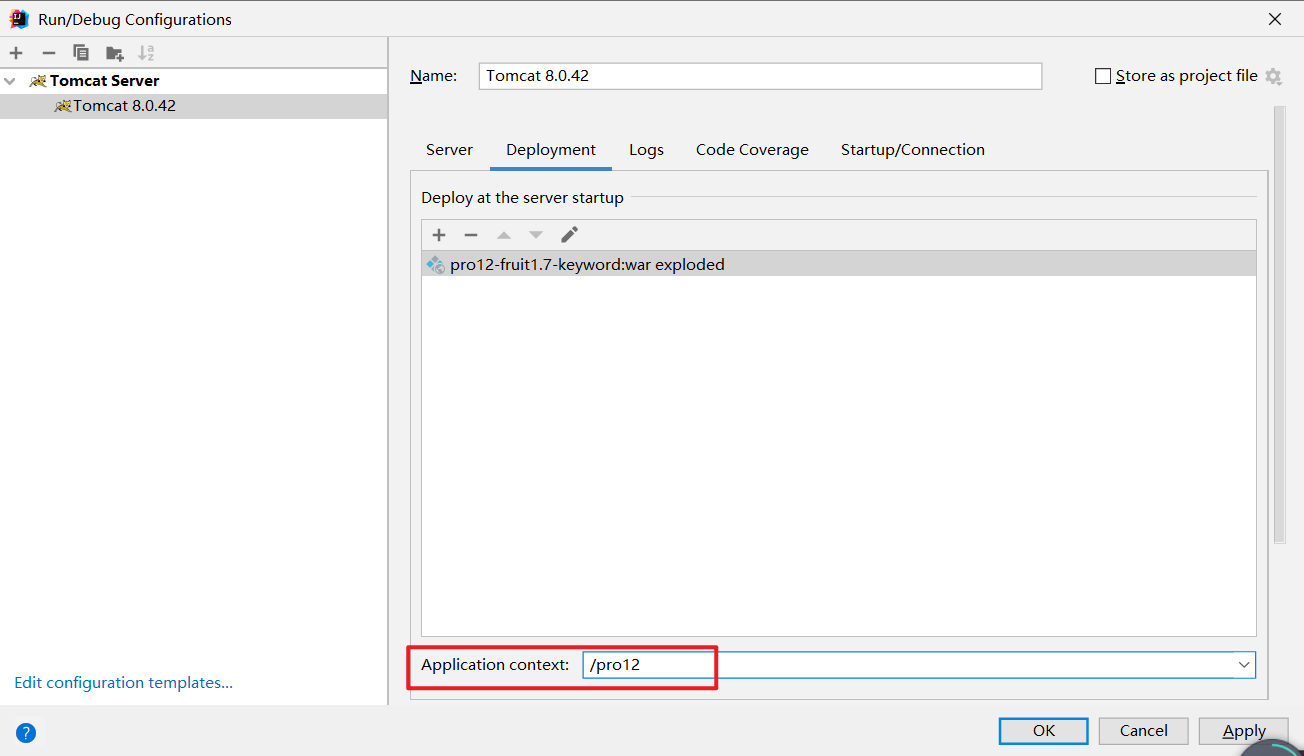 Run/Debug Configurations
Tomcat Server
Tomcat 8.0.42
Edit configuration templates...
Name: Tomcat 8.0.42 Store as project file
Server Deployment Logs Code Coverage Startup/Connection
Deploy at the server startup
pro12-fruit1.7-keyword:war exploded
Application context: /pro12
? OK Cancel Apply